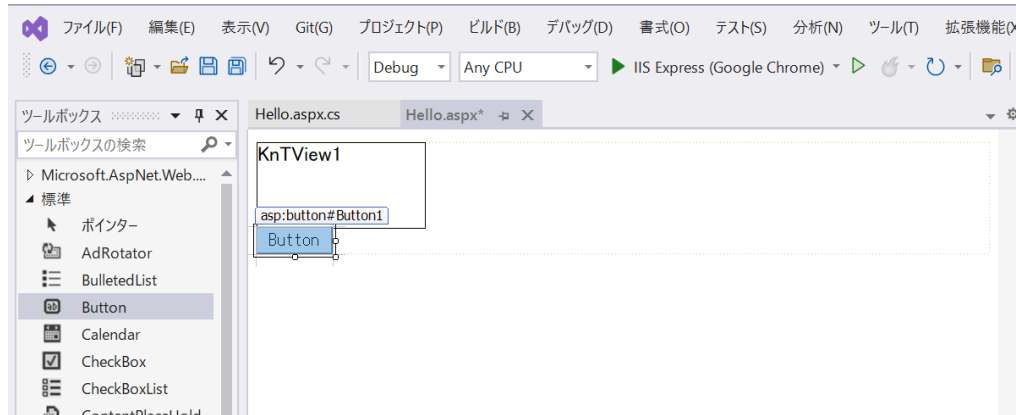 ファイル(F) 編集(E) 表示(V) Git(G) プロジェクト(P) ビルド(B) デバッグ(D) 書式(O) テスト(S) 分析(N) ツール(T) 拡張機能(X
Debug Any CPU IIS Express (Google Chrome)
ツールボックス
ツールボックスの検索
Microsoft.AspNet.Web....
標準
ポインター
AdRotator
BulletedList
Button
Calendar
CheckBox
CheckBoxList
ContentPlaceHold
Hello.aspx.cs Hello.aspx*
KnTView1
asp:button#Button1
Button